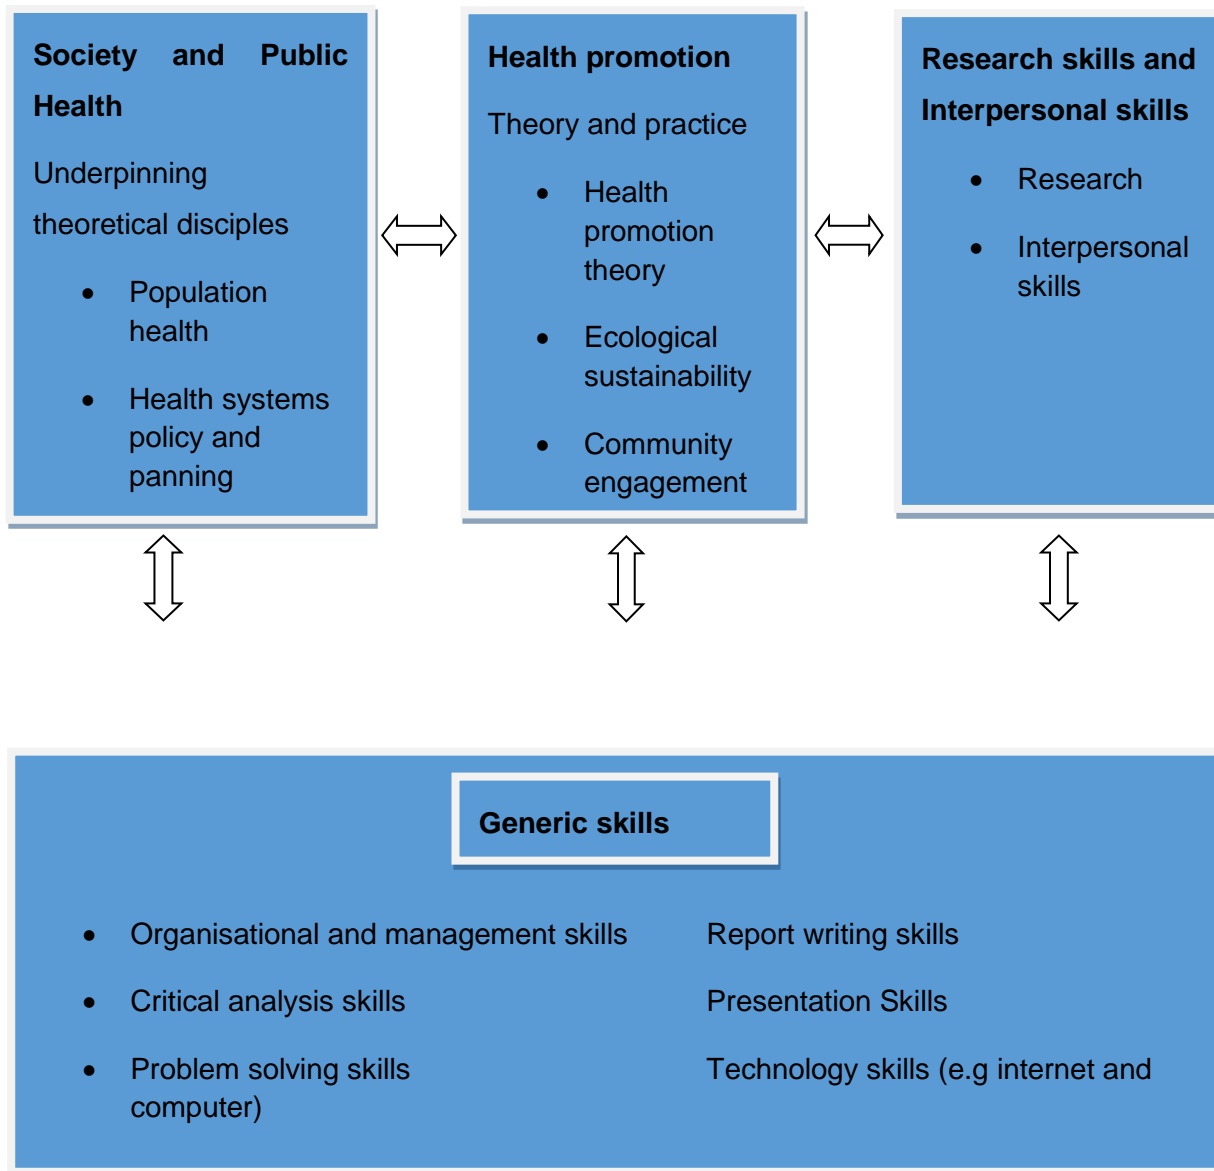 Society and Public
Health
Underpinning
theoretical disciples
• Population
health
• Health systems
policy and
panning
Health promotion
Theory and practice
• Health
promotion
theory
• Ecological
sustainability
• Community
engagement
Research skills and
Interpersonal skills
• Research
• Interpersonal
skills
Generic skills
• Organisational and management skills Report writing skills
• Critical analysis skills Presentation Skills
• Problem solving skills Technology skills (e.g internet and
computer)